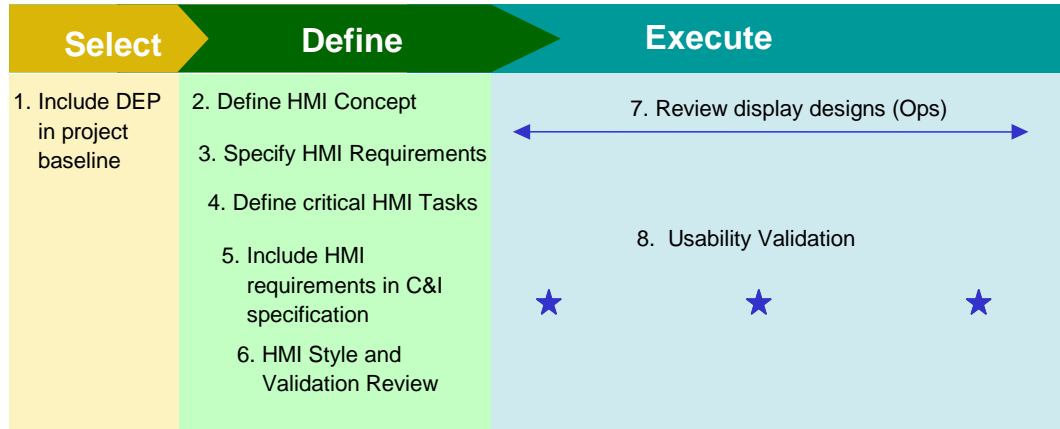 Select
Define
Execute
1. Include DEP
in project
baseline
2. Define HMI Concept
3. Specify HMI Requirements
4. Define critical HMI Tasks
5. Include HMI
requirements in C&I
specification
6. HMI Style and
Validation Review
7. Review display designs (Ops)
8. Usability Validation